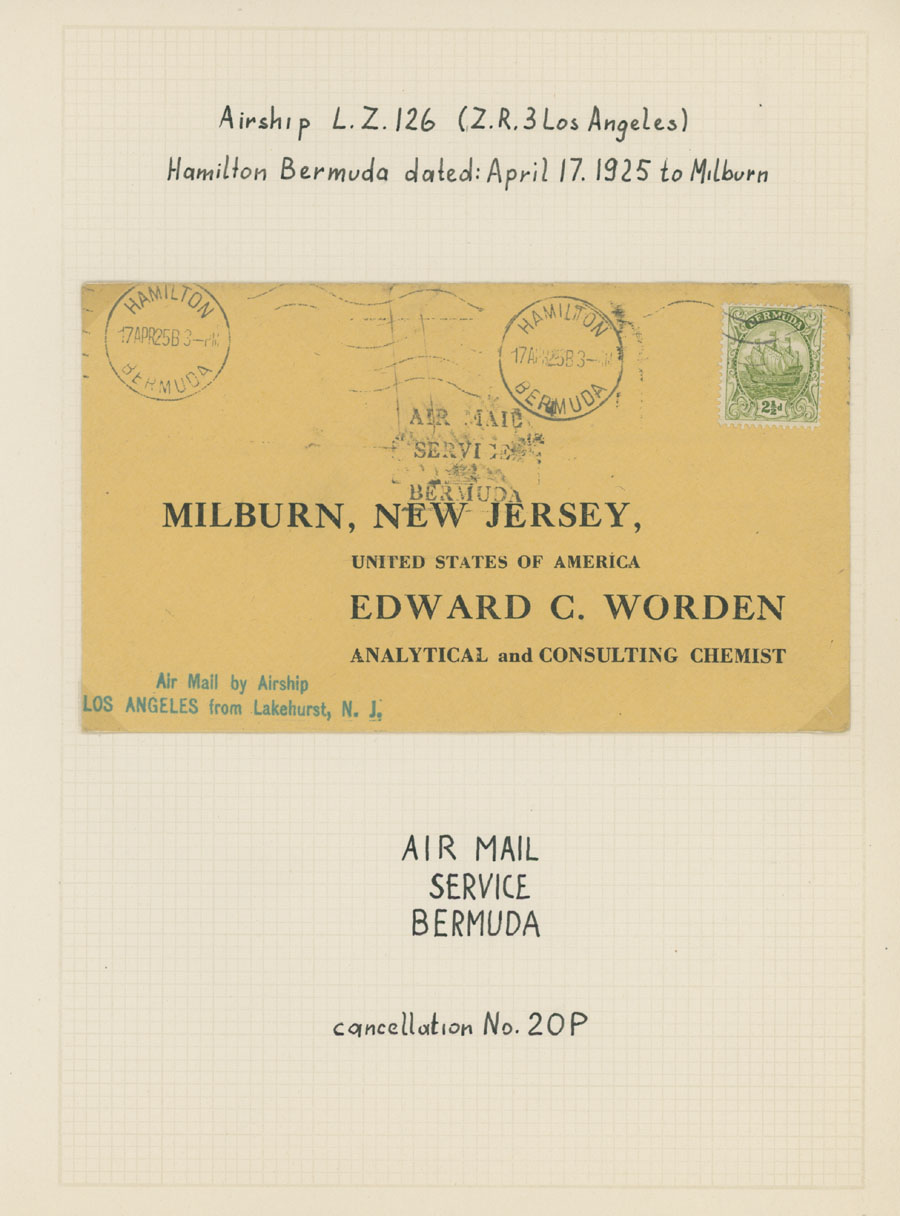 Airship L.Z.126 (Z.R.3 Los Angeles)
Hamilton Bermuda dated: April 17. 1925 to Milburn
HAMILTON
17APR25B 3-PM
BERMUDA
HAMILTON
17APR25B 3-
BERMUDA
BERMUDA
2½d
AIR MAIL
SERVICE
BERMUDA
MILBURN, NEW JERSEY,
UNITED STATES OF AMERICA
EDWARD C. WORDEN
ANALYTICAL and CONSULTING CHEMIST
Air Mail by Airship
LOS ANGELES from Lakehurst, N. J.
AIR MAIL
SERVICE
BERMUDA
cancellation No. 20P